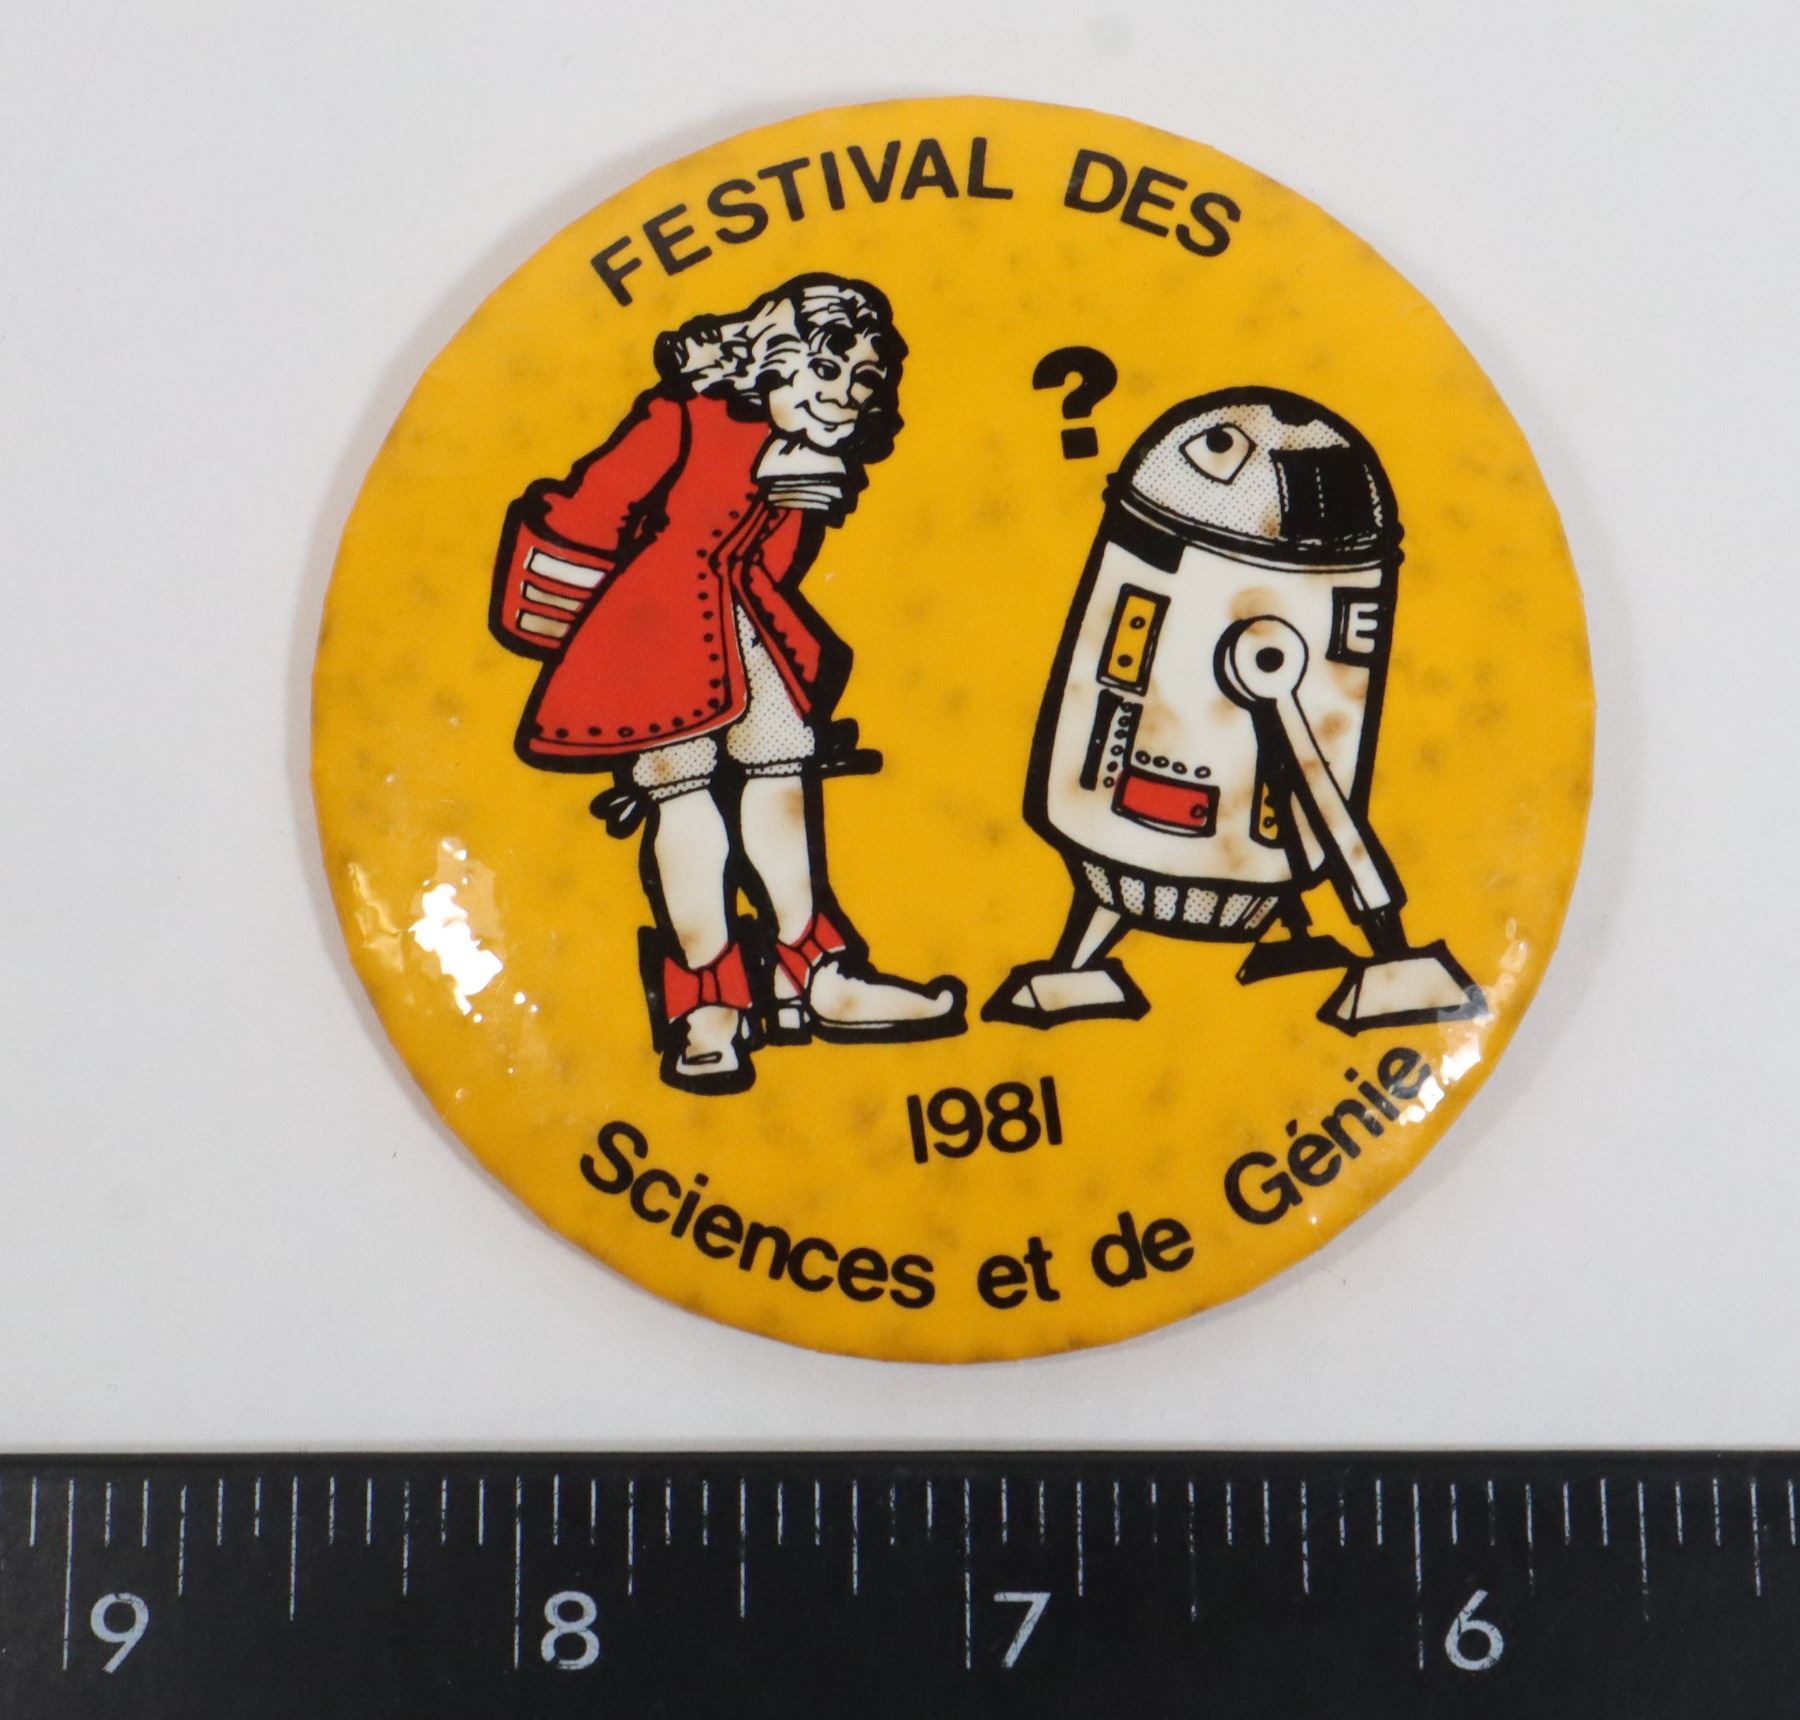 FESTIVAL DES
?
E
1981
Sciences et de Génie
9 8 7 6